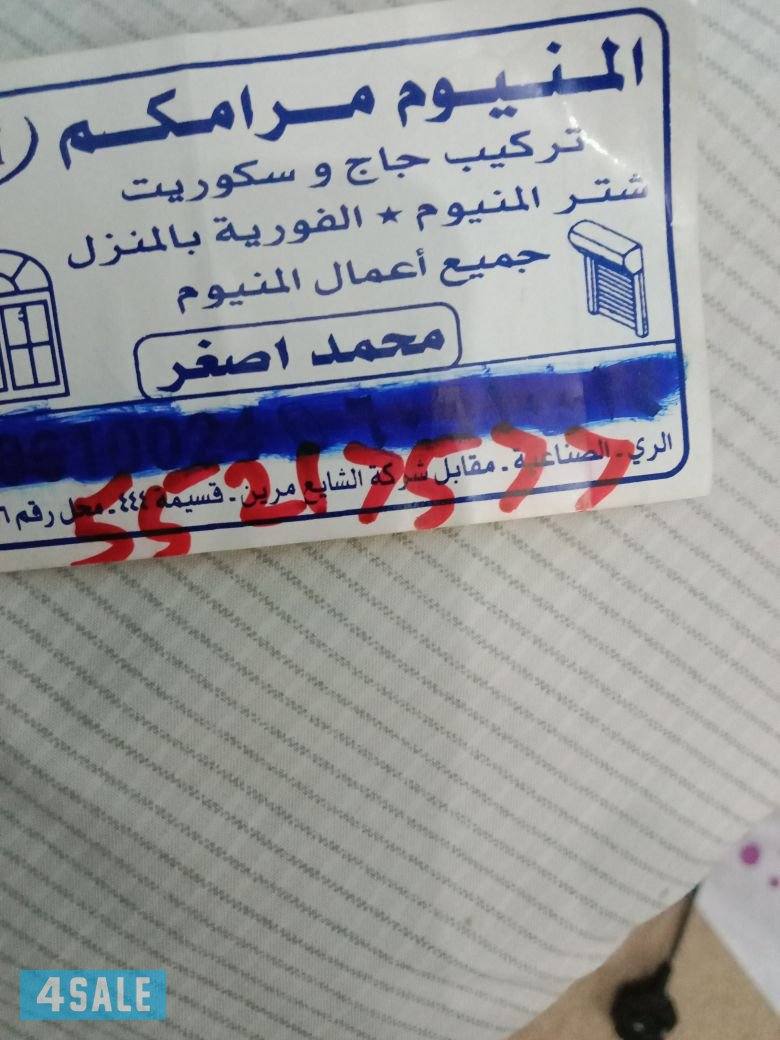 المنيوم مرامكم
تركيب جاج و سكوريت
شتر المنيوم ★ الفورية بالمنزل
جميع أعمال المنيوم
محمد اصغر
55217577
الري - الصناعية - مقابل شركة الشايع مرين - قسيمة ٤٤٤ - محل رقم ٦
4SALE